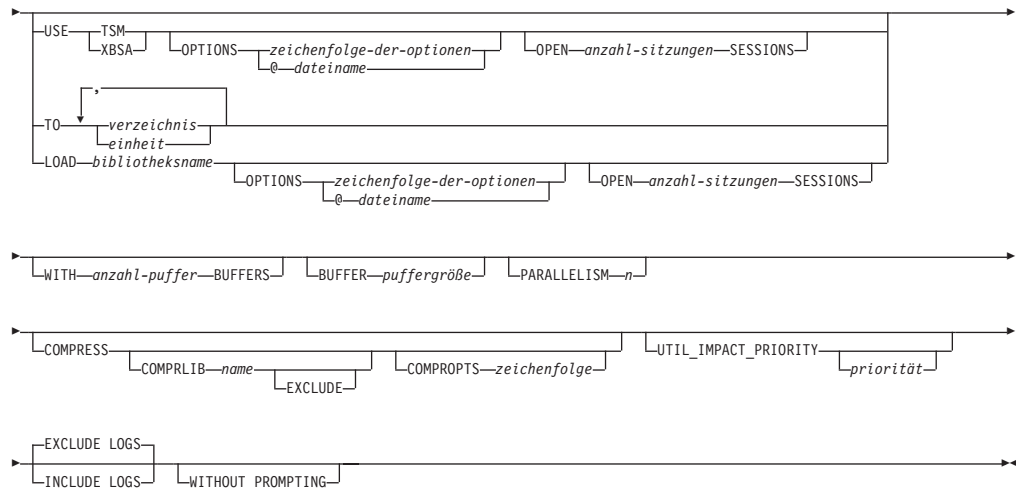 USE TSM OPTIONS zeichenfolge-der-optionen OPEN anzahl-sitzungen SESSIONS
XBSA @ dateiname
,
TO verzeichnis
einheit
LOAD bibliotheksname OPTIONS zeichenfolge-der-optionen OPEN anzahl-sitzungen SESSIONS
@ dateiname
WITH anzahl-puffer BUFFERS BUFFER puffergröße PARALLELISM n
COMPRESS UTIL_IMPACT_PRIORITY
COMPRLIB name COMPROPTS zeichenfolge priorität
EXCLUDE
EXCLUDE LOGS
INCLUDE LOGS WITHOUT PROMPTING